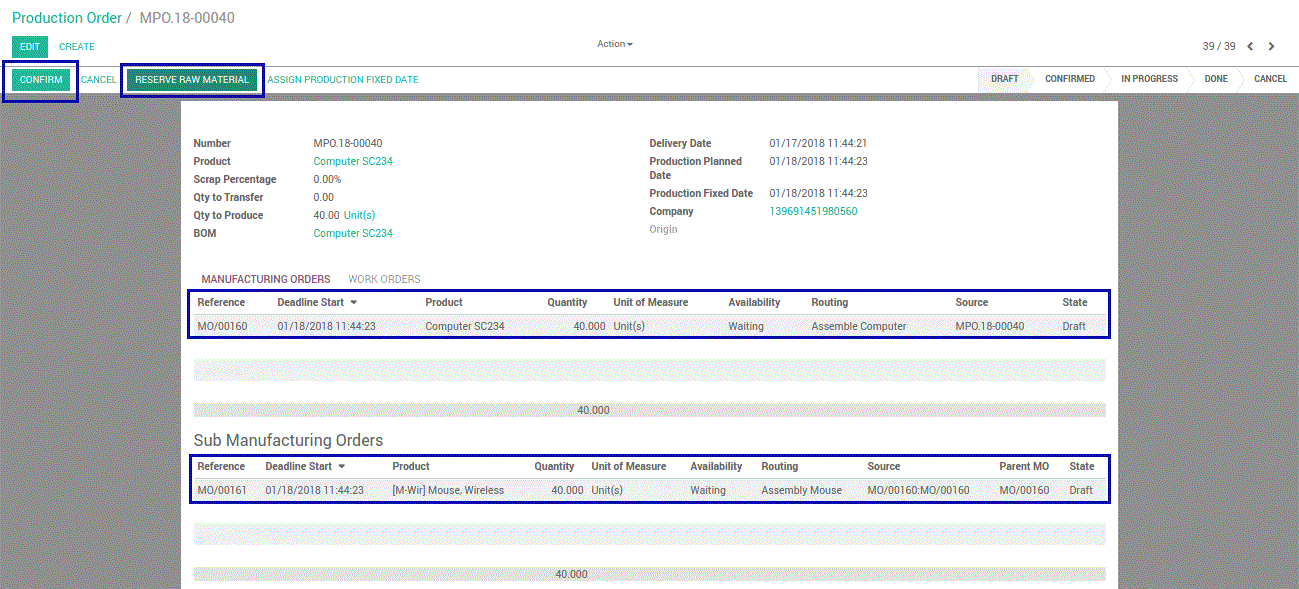 Production Order / MPO.18-00040
EDIT CREATE Action 39 / 39
CONFIRM CANCEL RESERVE RAW MATERIAL ASSIGN PRODUCTION FIXED DATE DRAFT CONFIRMED IN PROGRESS DONE CANCEL
Number MPO.18-00040 Delivery Date 01/17/2018 11:44:21
Product Computer SC234 Production Planned 01/18/2018 11:44:23
Date
Scrap Percentage 0.00%
Qty to Transfer 0.00 Production Fixed Date 01/18/2018 11:44:23
Qty to Produce 40.00 Unit(s) Company 139691451980560
BOM Computer SC234 Origin
MANUFACTURING ORDERS WORK ORDERS
Reference Deadline Start Product Quantity Unit of Measure Availability Routing Source State
MO/00160 01/18/2018 11:44:23 Computer SC234 40.000 Unit(s) Waiting Assemble Computer MPO.18-00040 Draft
40.000
Sub Manufacturing Orders
Reference Deadline Start Product Quantity Unit of Measure Availability Routing Source Parent MO State
MO/00161 01/18/2018 11:44:23 [M-Wir] Mouse, Wireless 40.000 Unit(s) Waiting Assembly Mouse MO/00160:MO/00160 MO/00160 Draft
40.000